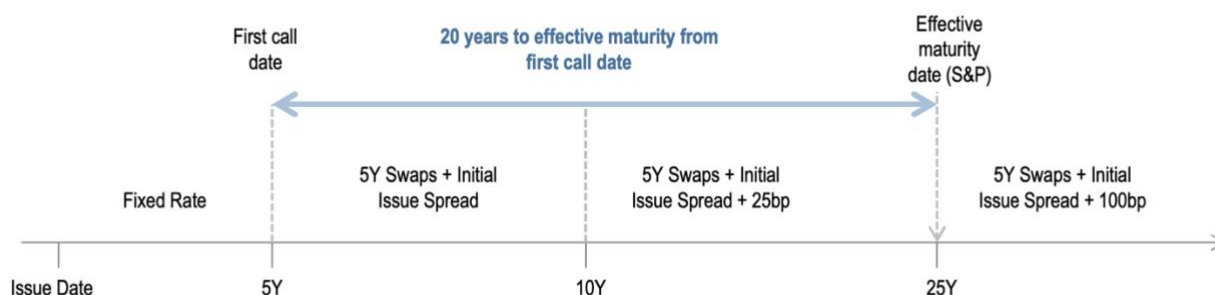 First call
date
20 years to effective maturity from
first call date
Effective
maturity
date (S&P)
Fixed Rate
5Y Swaps + Initial
Issue Spread
5Y Swaps + Initial
Issue Spread + 25bp
5Y Swaps + Initial
Issue Spread + 100bp
Issue Date
5Y
10Y
25Y